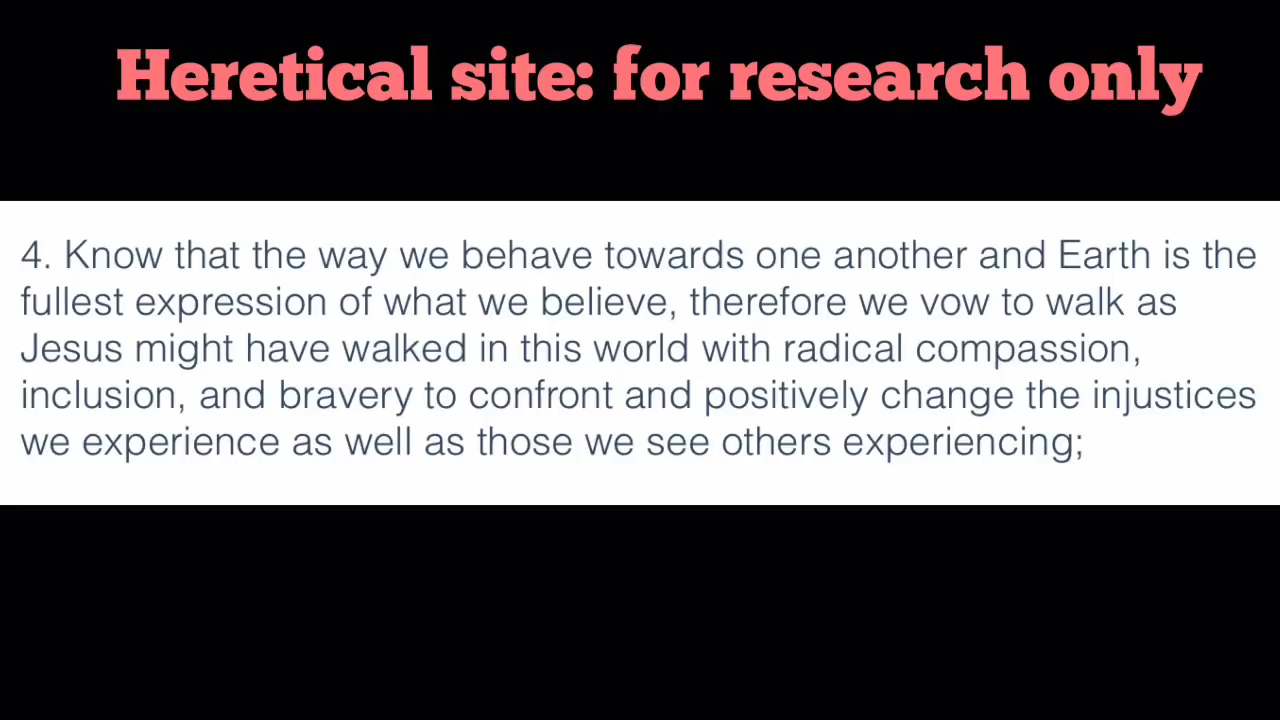 Heretical site: for research only
4. Know that the way we behave towards one another and Earth is the
fullest expression of what we believe, therefore we vow to walk as
Jesus might have walked in this world with radical compassion,
inclusion, and bravery to confront and positively change the injustices
we experience as well as those we see others experiencing;